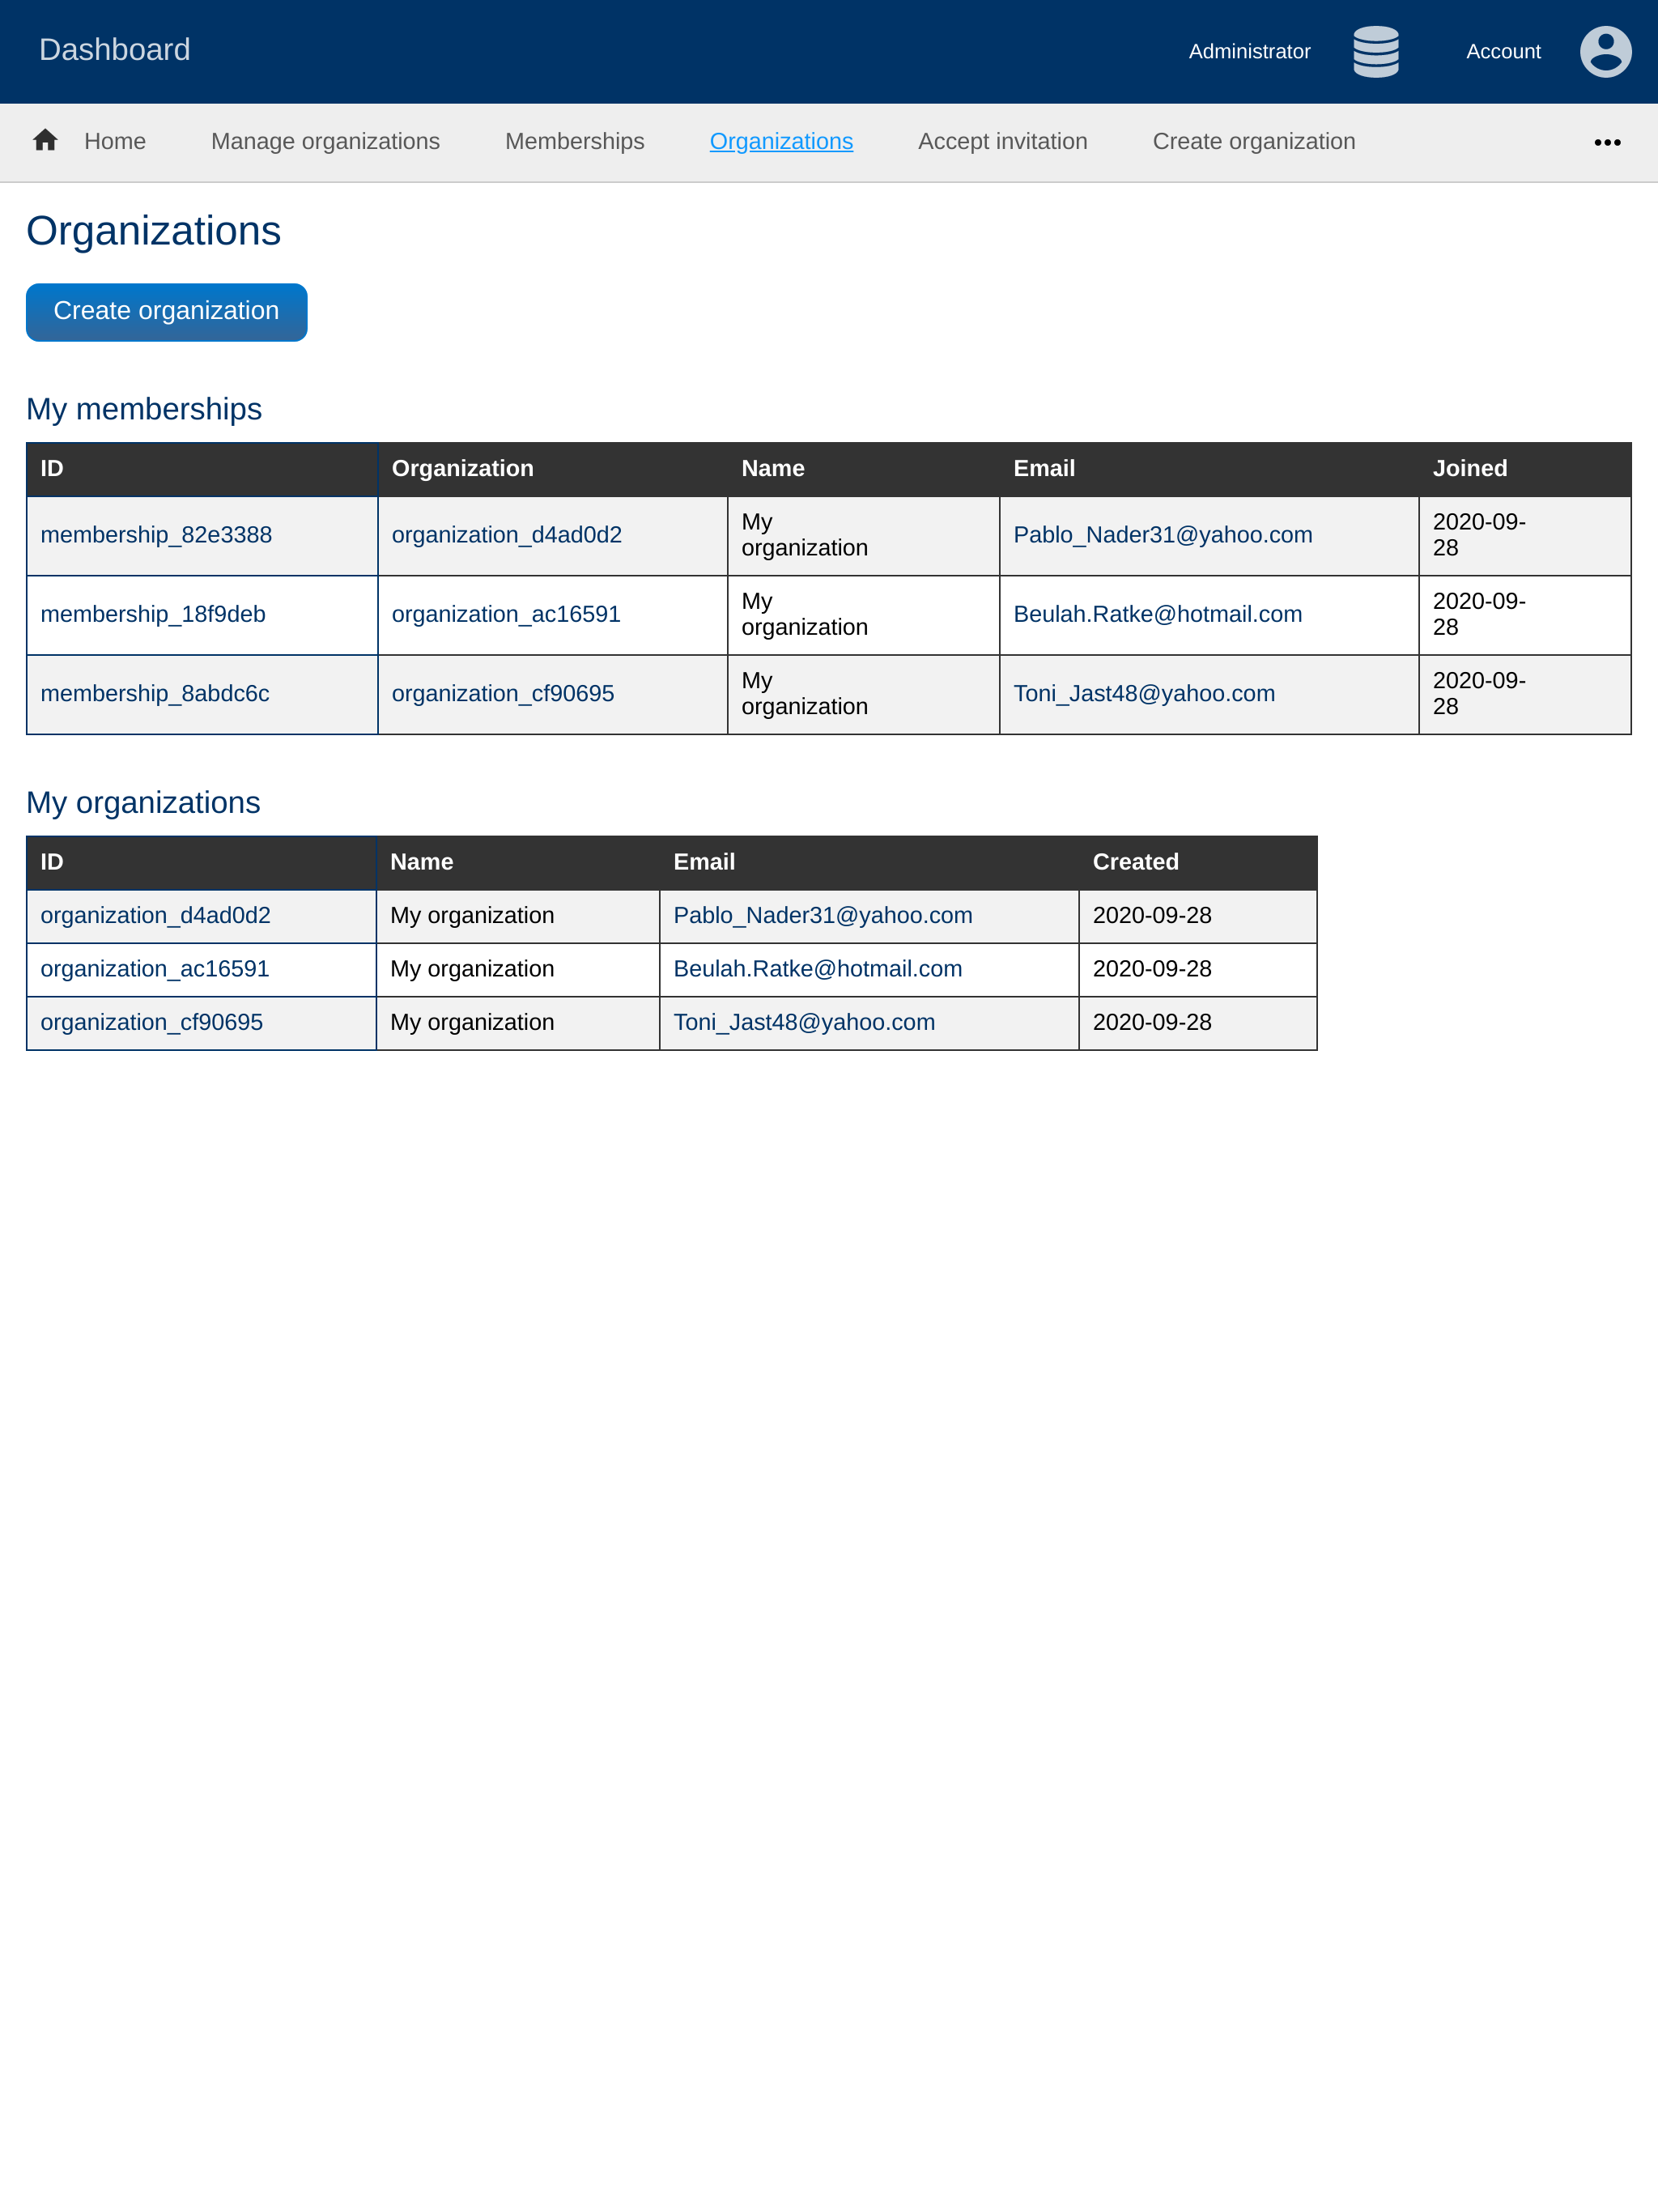 Dashboard
Administrator
Account
Home
Manage organizations
Memberships
Organizations
Accept invitation
Create organization
Organizations
Create organization
My memberships
ID Organization Name Email Joined
membership_82e3388 organization_d4ad0d2 My organization Pablo_Nader31@yahoo.com 2020-09-28
membership_18f9deb organization_ac16591 My organization Beulah.Ratke@hotmail.com 2020-09-28
membership_8abdc6c organization_cf90695 My organization Toni_Jast48@yahoo.com 2020-09-28
My organizations
ID Name Email Created
organization_d4ad0d2 My organization Pablo_Nader31@yahoo.com 2020-09-28
organization_ac16591 My organization Beulah.Ratke@hotmail.com 2020-09-28
organization_cf90695 My organization Toni_Jast48@yahoo.com 2020-09-28